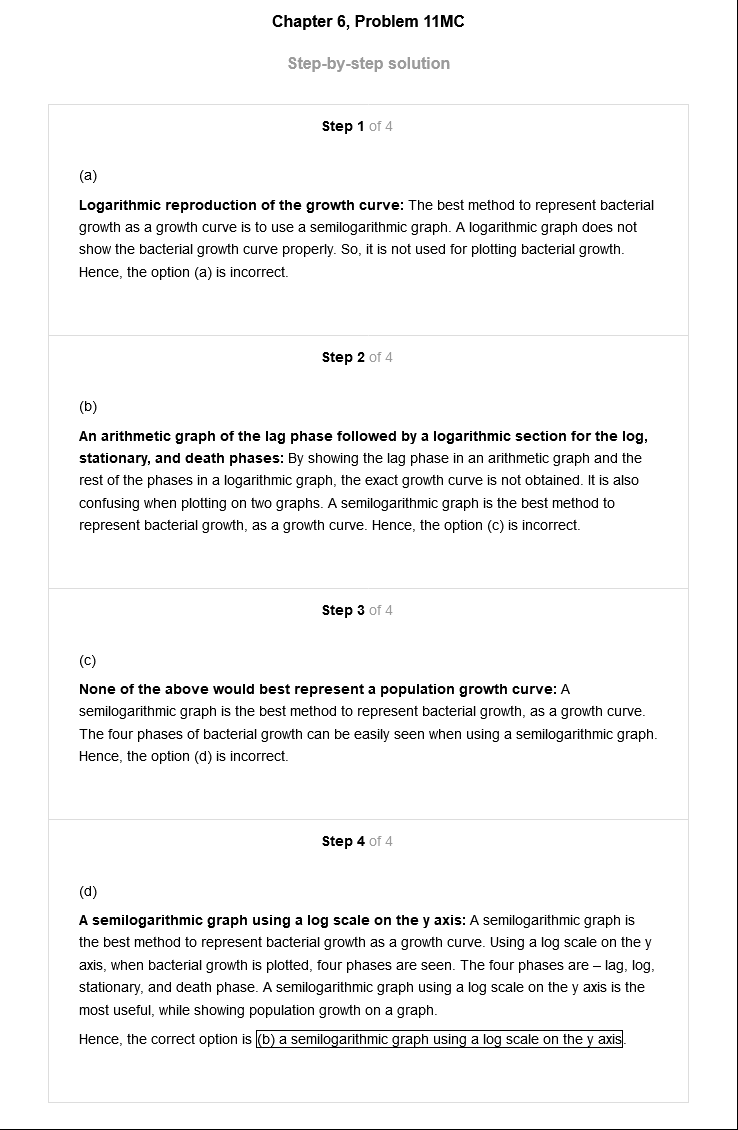 Chapter 6, Problem 11MC
Step-by-step solution
Step 1 of 4
(a)
Logarithmic reproduction of the growth curve: The best method to represent bacterial
growth as a growth curve is to use a semilogarithmic graph. A logarithmic graph does not
show the bacterial growth curve properly. So, it is not used for plotting bacterial growth.
Hence, the option (a) is incorrect.
Step 2 of 4
(b)
An arithmetic graph of the lag phase followed by a logarithmic section for the log,
stationary, and death phases: By showing the lag phase in an arithmetic graph and the
rest of the phases in a logarithmic graph, the exact growth curve is not obtained. It is also
confusing when plotting on two graphs. A semilogarithmic graph is the best method to
represent bacterial growth, as a growth curve. Hence, the option (c) is incorrect.
Step 3 of 4
(c)
None of the above would best represent a population growth curve: A
semilogarithmic graph is the best method to represent bacterial growth, as a growth curve.
The four phases of bacterial growth can be easily seen when using a semilogarithmic graph.
Hence, the option (d) is incorrect.
Step 4 of 4
(d)
A semilogarithmic graph using a log scale on the y axis: A semilogarithmic graph is
the best method to represent bacterial growth as a growth curve. Using a log scale on the y
axis, when bacterial growth is plotted, four phases are seen. The four phases are – lag, log,
stationary, and death phase. A semilogarithmic graph using a log scale on the y axis is the
most useful, while showing population growth on a graph.
Hence, the correct option is (b) a semilogarithmic graph using a log scale on the y axis.